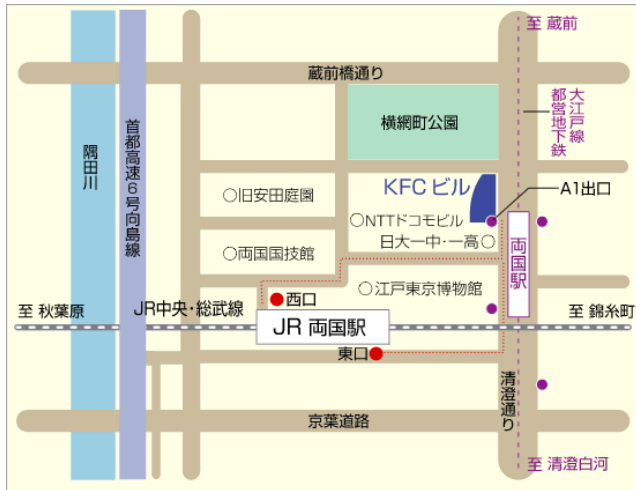 至 蔵前
蔵前橋通り
大江戸線
都営地下鉄
横網町公園
隅田川
首都高速6号向島線
KFC ビル
A1出口
○旧安田庭園
○NTTドコモビル
日大一中・一高○
両国駅
○両国国技館
○江戸東京博物館
西口
至 秋葉原
JR中央・総武線
JR 両国駅
至 錦糸町
東口
清澄通り
京葉道路
至 清澄白河